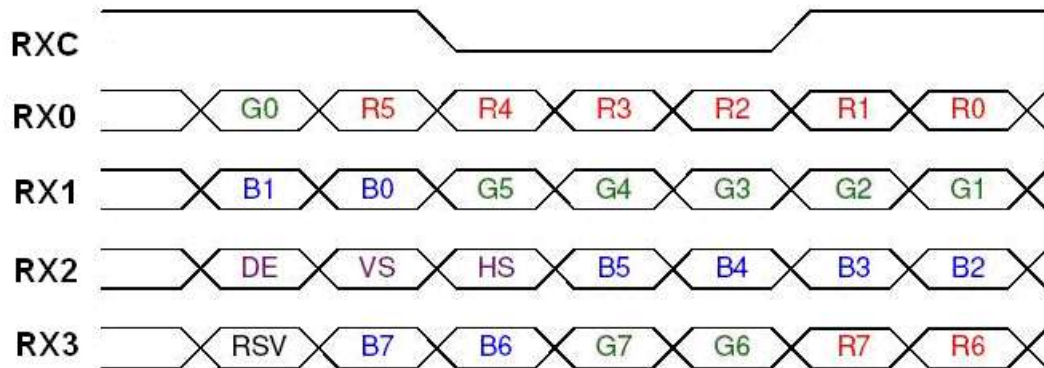 RXC
RX0 G0 R5 R4 R3 R2 R1 R0
RX1 B1 B0 G5 G4 G3 G2 G1
RX2 DE VS HS B5 B4 B3 B2
RX3 RSV B7 B6 G7 G6 R7 R6